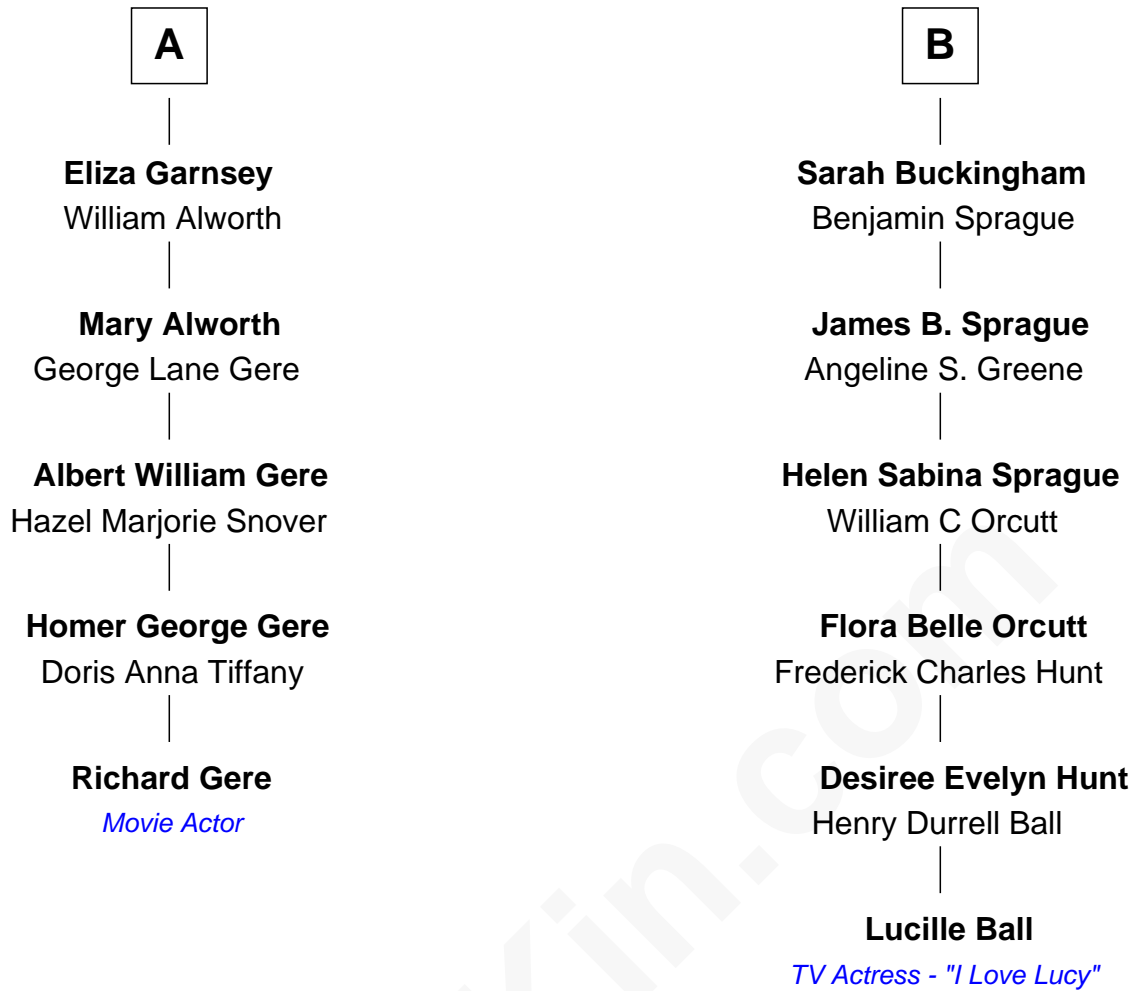 A
Eliza Garnsey
William Alworth
Mary Alworth
George Lane Gere
Albert William Gere
Hazel Marjorie Snover
Homer George Gere
Doris Anna Tiffany
Richard Gere
Movie Actor
B
Sarah Buckingham
Benjamin Sprague
James B. Sprague
Angeline S. Greene
Helen Sabina Sprague
William C Orcutt
Flora Belle Orcutt
Frederick Charles Hunt
Desiree Evelyn Hunt
Henry Durrell Ball
Lucille Ball
TV Actress - "I Love Lucy"
Kin.com